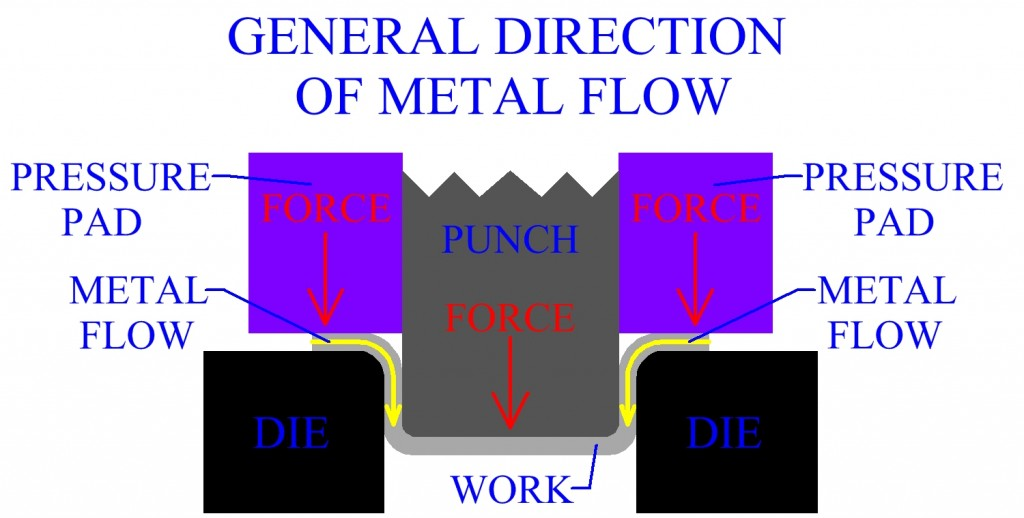 GENERAL DIRECTION
OF METAL FLOW
PRESSURE
PAD
FORCE
PUNCH
FORCE
FORCE
PRESSURE
PAD
METAL
FLOW
METAL
FLOW
DIE
DIE
WORK